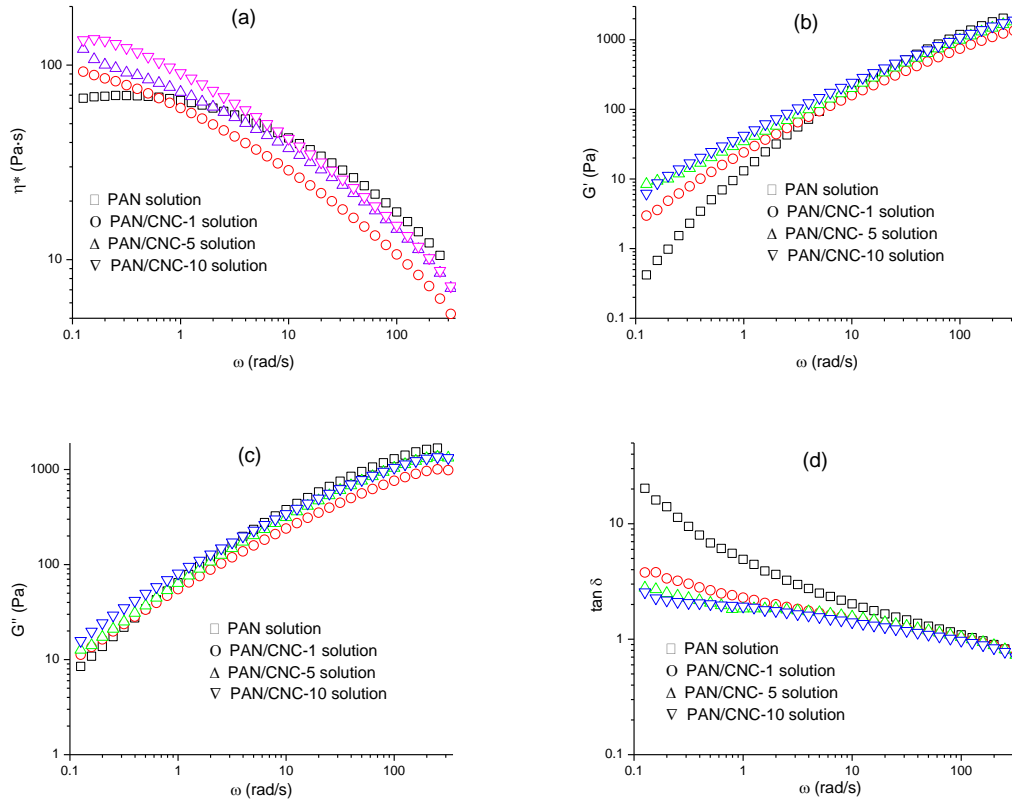 (a)
100
10
η* (Pa·s)
PAN solution
PAN/CNC-1 solution
PAN/CNC-5 solution
PAN/CNC-10 solution
0.1 1 10 100
ω (rad/s)
(b)
1000
100
10
1
0.1
G' (Pa)
PAN solution
PAN/CNC-1 solution
PAN/CNC- 5 solution
PAN/CNC-10 solution
0.1 1 10 100
ω (rad/s)
(c)
1000
100
10
1
G'' (Pa)
PAN solution
PAN/CNC-1 solution
PAN/CNC-5 solution
PAN/CNC-10 solution
0.1 1 10 100
ω (rad/s)
(d)
10
1
0.1
tan δ
PAN solution
PAN/CNC-1 solution
PAN/CNC- 5 solution
PAN/CNC-10 solution
0.1 1 10 100
ω (rad/s)